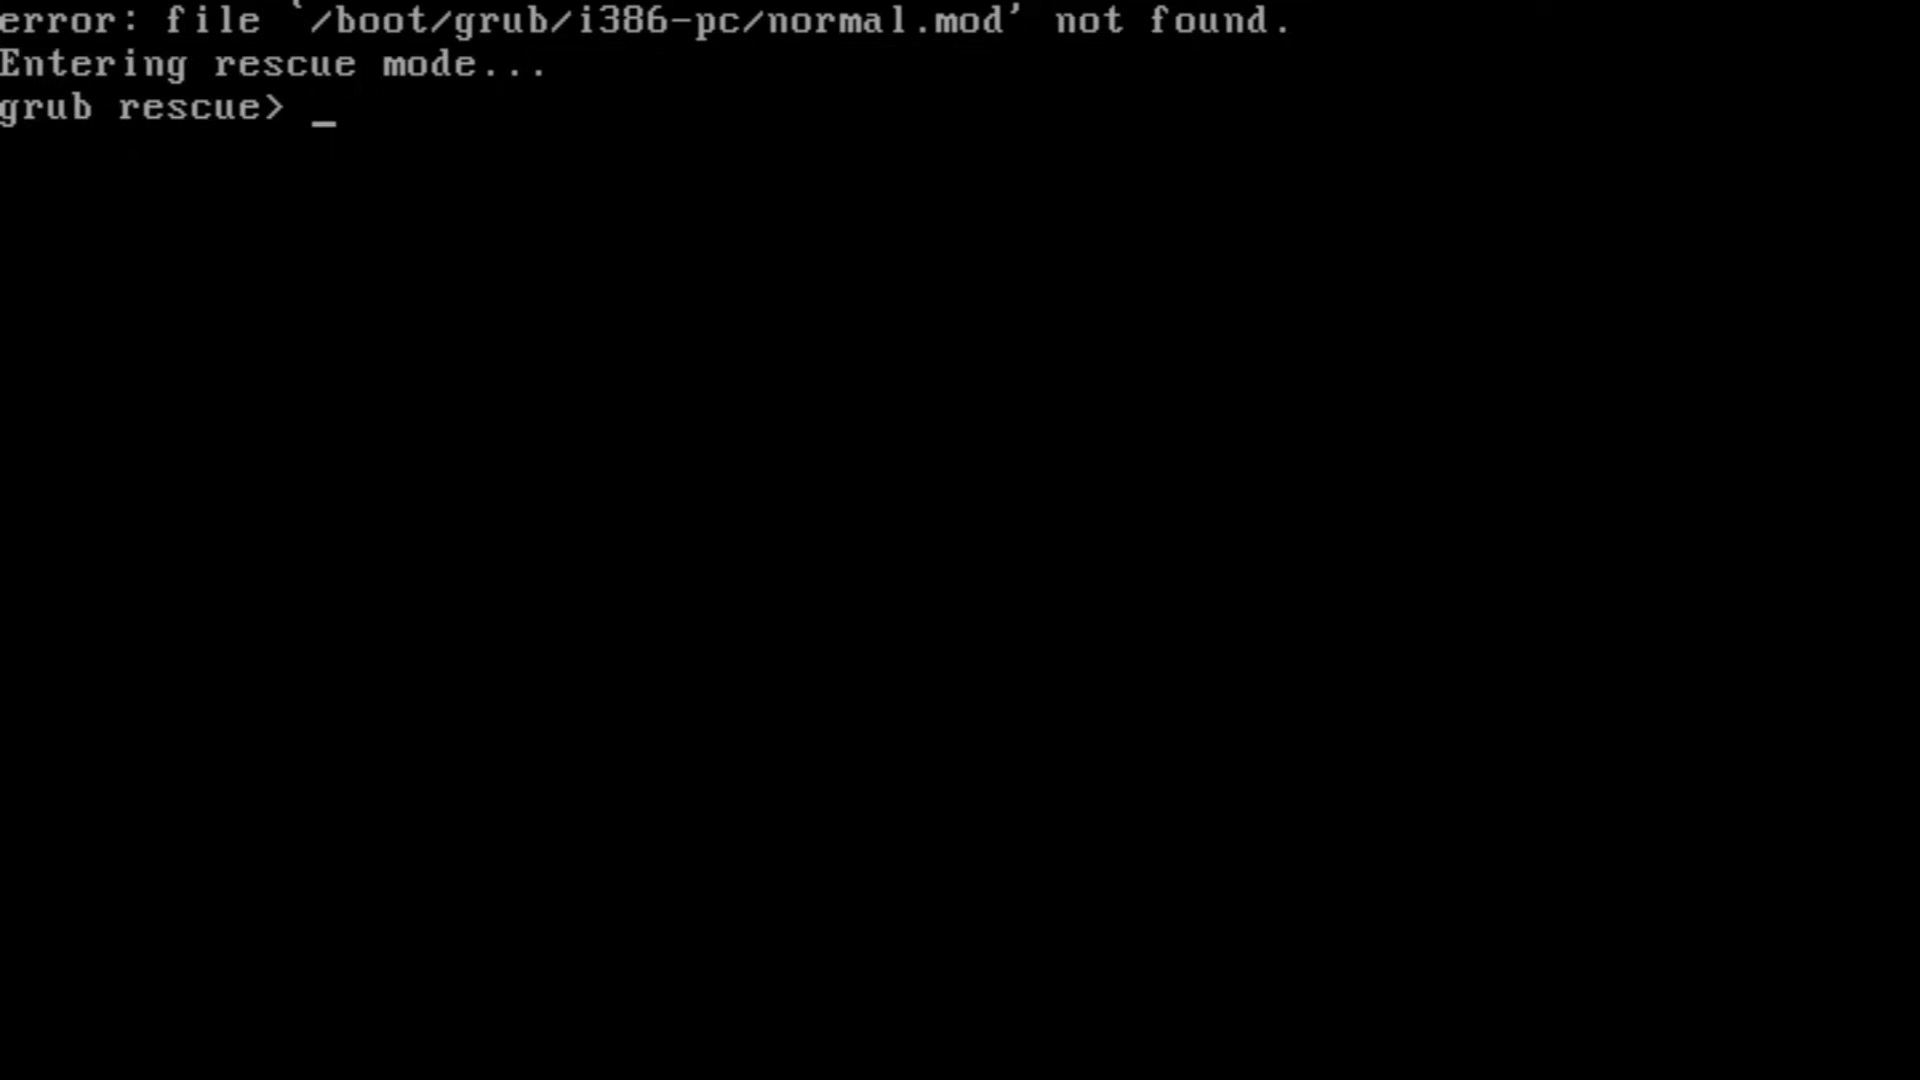 error: file `/boot/grub/i386-pc/normal.mod' not found.
Entering rescue mode...
grub rescue> _